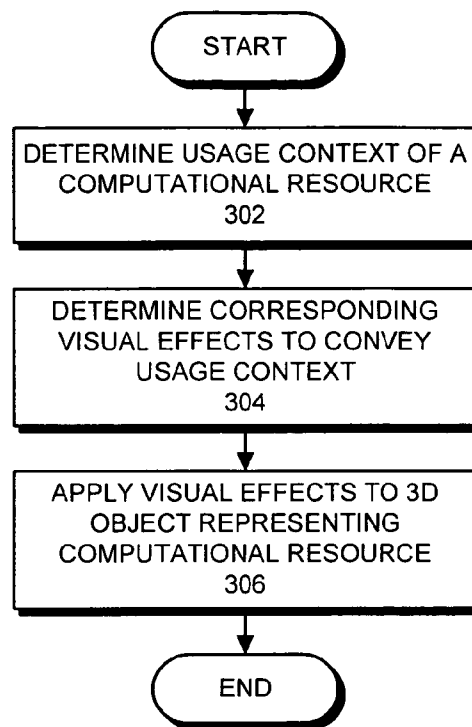 START
DETERMINE USAGE CONTEXT OF A
COMPUTATIONAL RESOURCE
302
DETERMINE CORRESPONDING
VISUAL EFFECTS TO CONVEY
USAGE CONTEXT
304
APPLY VISUAL EFFECTS TO 3D
OBJECT REPRESENTING
COMPUTATIONAL RESOURCE
306
END